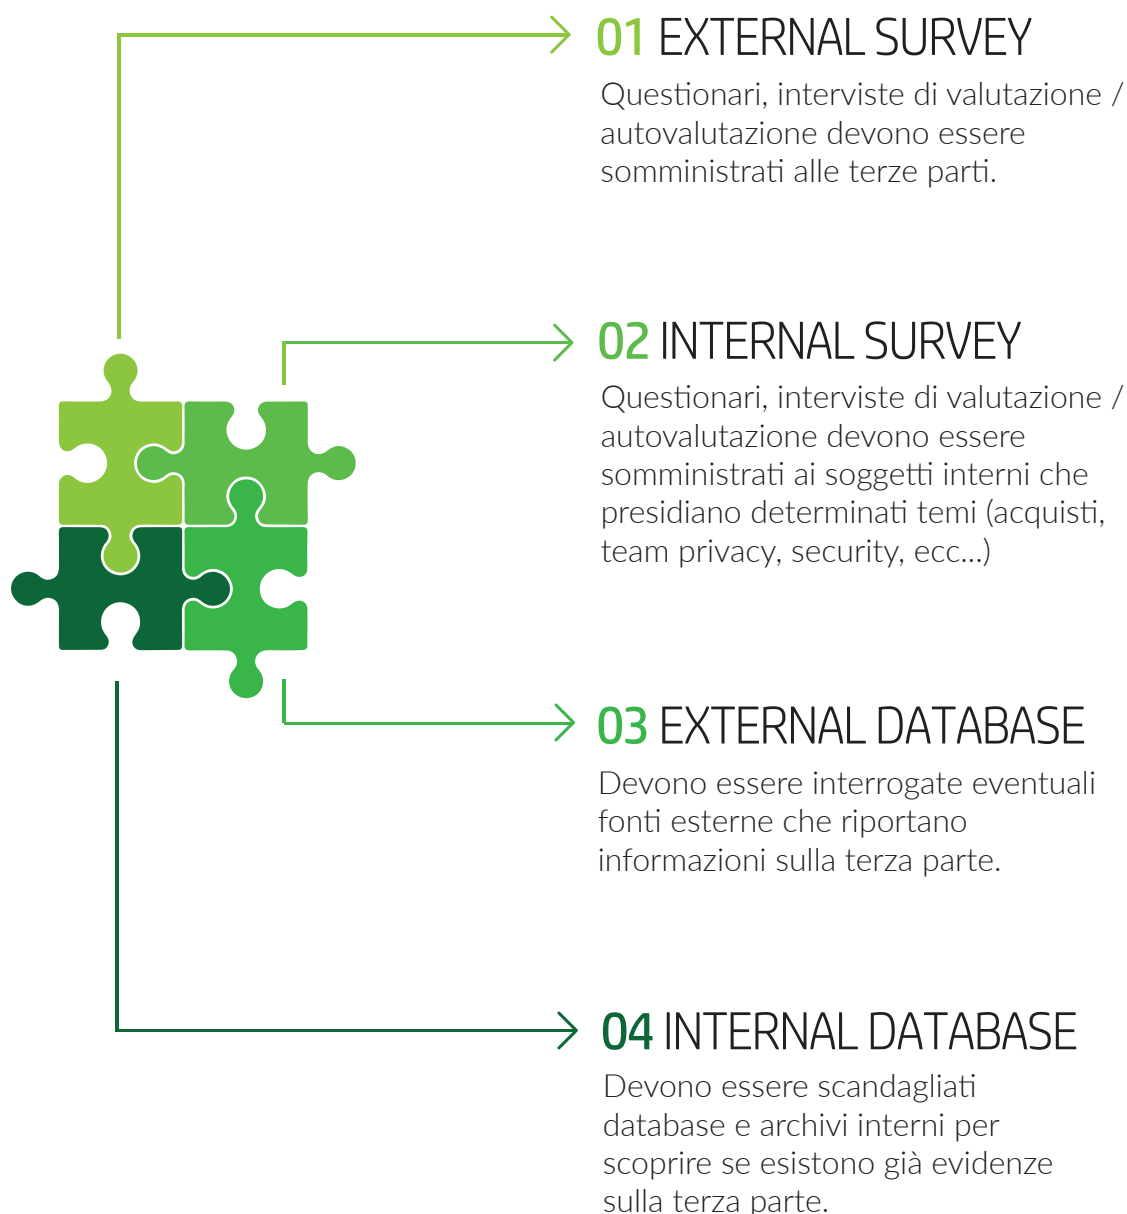 01 EXTERNAL SURVEY
Questionari, interviste di valutazione /
autovalutazione devono essere
somministrati alle terze parti.
02 INTERNAL SURVEY
Questionari, interviste di valutazione /
autovalutazione devono essere
somministrati ai soggetti interni che
presidiano determinati temi (acquisti,
team privacy, security, ecc...)
03 EXTERNAL DATABASE
Devono essere interrogate eventuali
fonti esterne che riportano
informazioni sulla terza parte.
04 INTERNAL DATABASE
Devono essere scandagliati
database e archivi interni per
scoprire se esistono già evidenze
sulla terza parte.